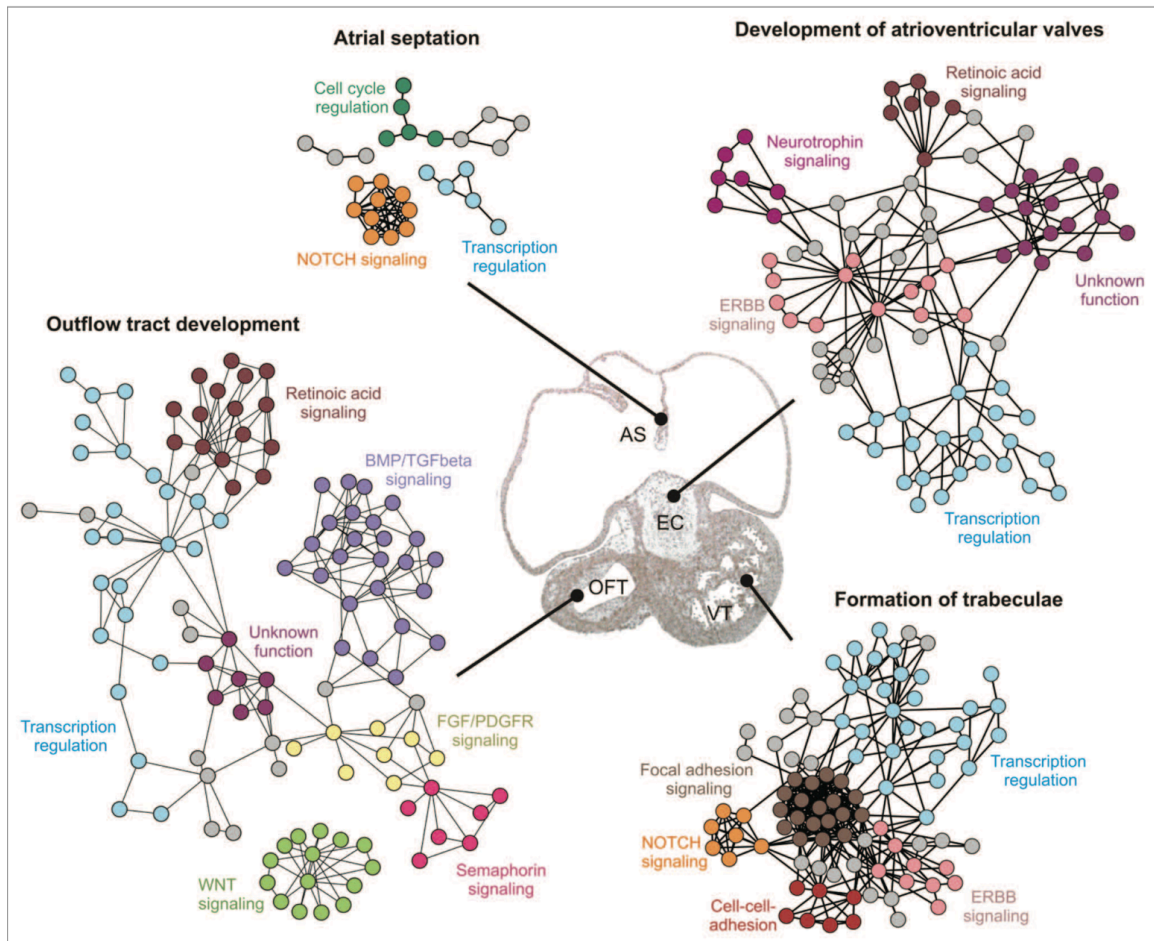 Atrial septation
Cell cycle
regulation
NOTCH signaling
Transcription
regulation
Development of atrioventricular valves
Retinoic acid
signaling
Neurotrophin
signaling
Unknown
function
ERBB
signaling
Transcription
regulation
Outflow tract development
Retinoic acid
signaling
BMP/TGFbeta
signaling
Unknown
function
Transcription
regulation
FGF/PDGFR
signaling
WNT
signaling
Semaphorin
signaling
AS
EC
OFT
VT
Formation of trabeculae
Focal adhesion
signaling
Transcription
regulation
NOTCH
signaling
Cell-cell-
adhesion
ERBB
signaling